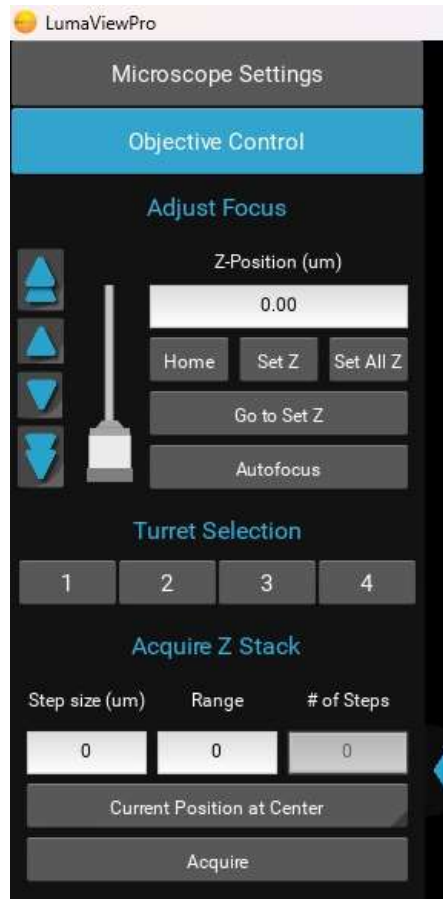 LumaViewPro
Microscope Settings
Objective Control
Adjust Focus
Z-Position (um)
0.00
Home Set Z Set All Z
Go to Set Z
Autofocus
Turret Selection
1 2 3 4
Acquire Z Stack
Step size (um) Range # of Steps
0 0 0
Current Position at Center
Acquire